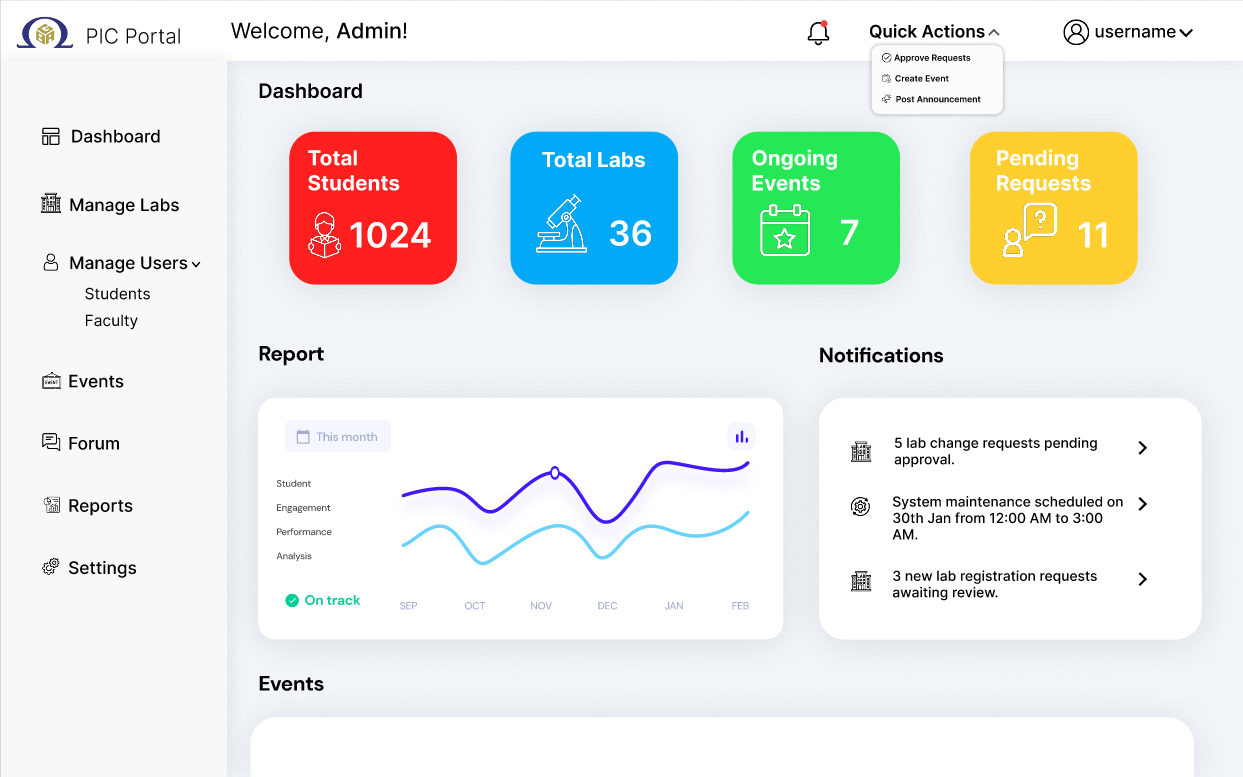 PIC Portal
Welcome, Admin!
Quick Actions
username
Approve Requests
Create Event
Post Announcement
Dashboard
Manage Labs
Manage Users
Students
Faculty
Events
Forum
Reports
Settings
Dashboard
Total
Students
1024
Total Labs
36
Ongoing
Events
7
Pending
Requests
?
11
Report
This month
Student
Engagement
Performance
Analysis
On track
SEP
OCT
NOV
DEC
JAN
FEB
Notifications
5 lab change requests pending
approval.
System maintenance scheduled on
30th Jan from 12:00 AM to 3:00
AM.
3 new lab registration requests
awaiting review.
Events